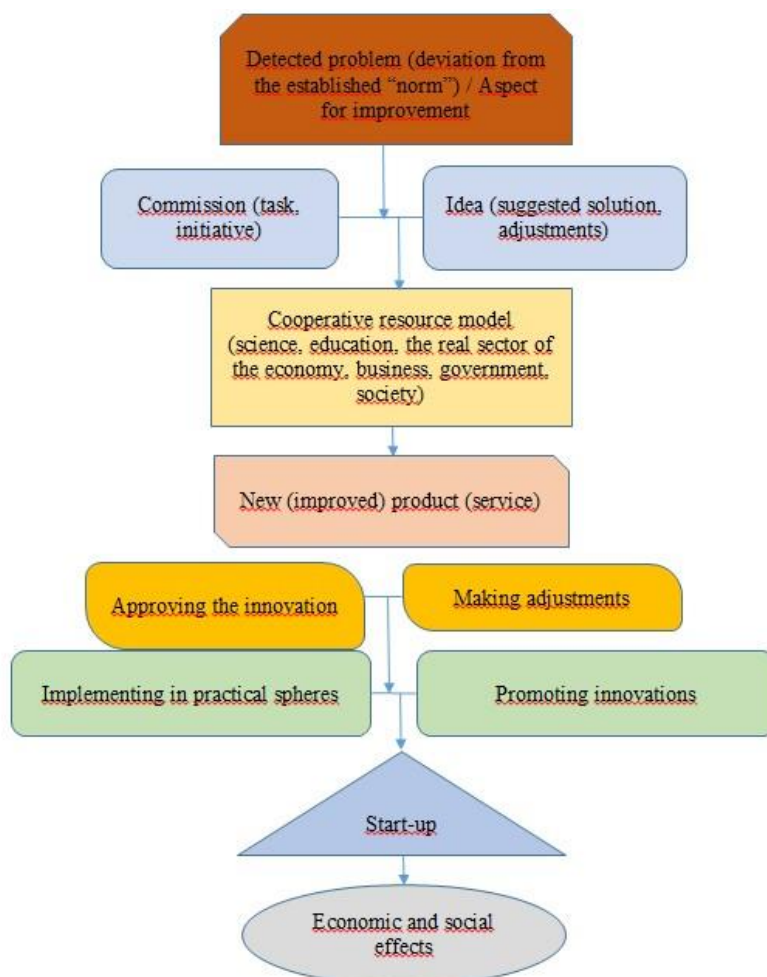 Detected problem (deviation from
the established “norm”) / Aspect
for improvement
Commission (task,
initiative)
Idea (suggested solution,
adjustments)
Cooperative resource model
(science, education, the real sector of
the economy, business, government,
society)
New (improved) product (service)
Approving the innovation
Making adjustments
Implementing in practical spheres
Promoting innovations
Start-up
Economic and social
effects